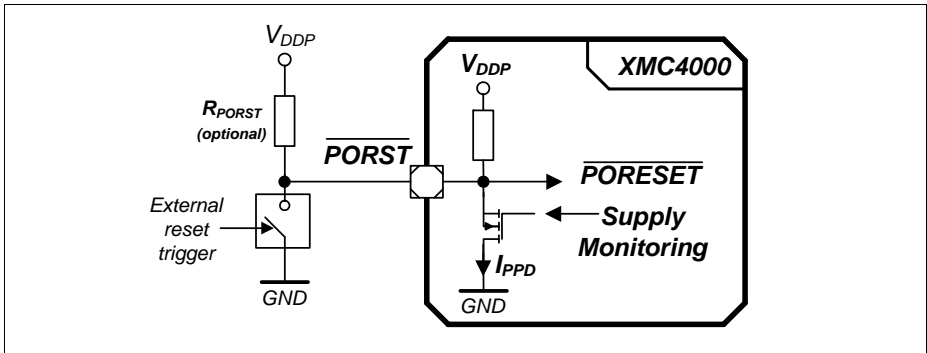 V_DDP
R_PORST
(optional)
External
reset
trigger
GND
PORST
XMC4000
V_DDP
PORESET
Supply
Monitoring
I_PPD
GND